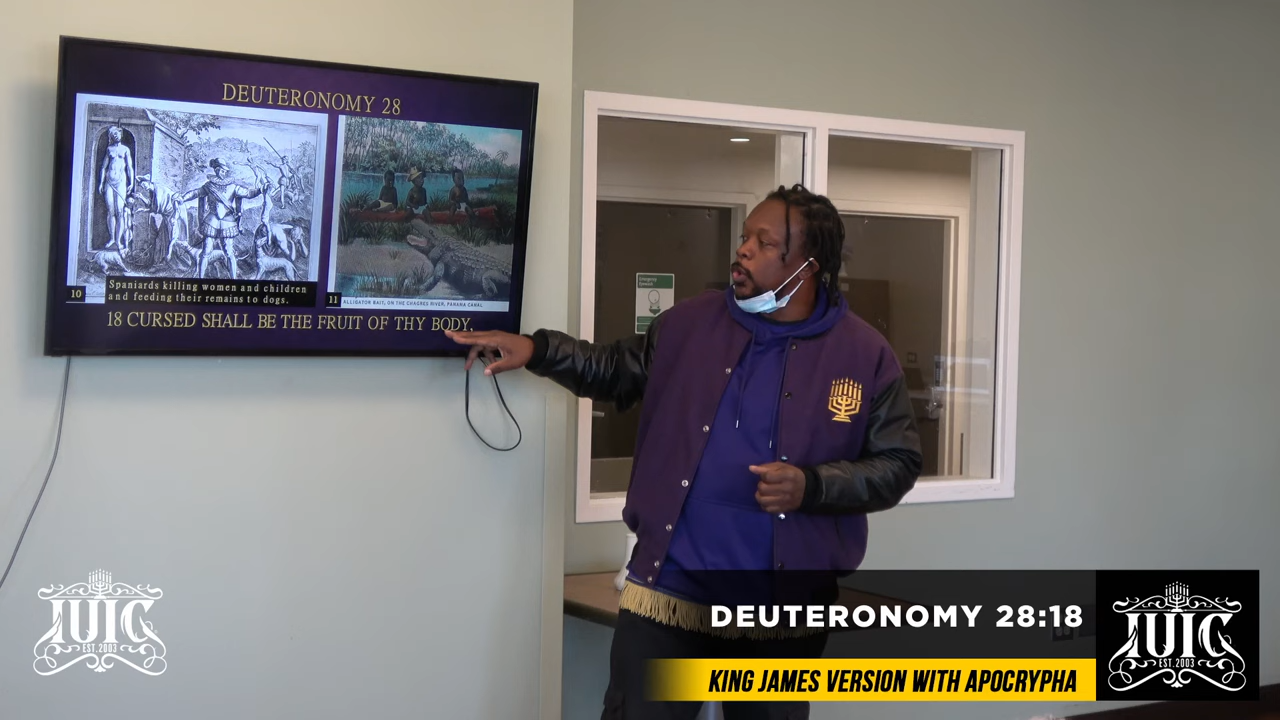 DEUTERONOMY 28
10
Spaniards killing women and children
and feeding their remains to dogs.
11
ALLIGATOR BAIT, ON THE CHAGRES RIVER, PANAMA CANAL
18 CURSED SHALL BE THE FRUIT OF THY BODY,
IUIC
EST. 2003
DEUTERONOMY 28:18
KING JAMES VERSION WITH APOCRYPHA
IUIC
EST. 2003